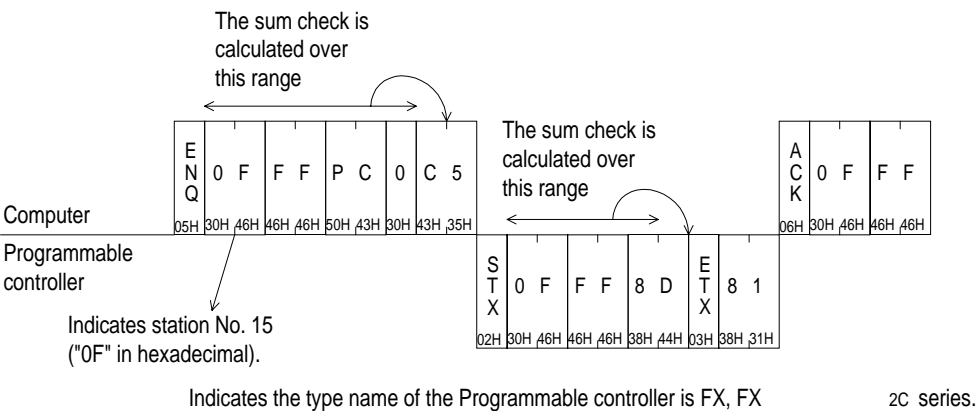 The sum check is
calculated over
this range
E
N
Q
0 F
F F
P C
0
C 5
The sum check is
calculated over
this range
A
C
K
0 F
F F
Computer
05H 30H 46H 46H 46H 50H 43H 30H 43H 35H
06H 30H 46H 46H 46H
Programmable
controller
S
T
X
0 F
F F
8 D
E
T
X
8 1
Indicates station No. 15
("0F" in hexadecimal).
02H 30H 46H 46H 46H 38H 44H 03H 38H 31H
Indicates the type name of the Programmable controller is FX, FX 2C series.